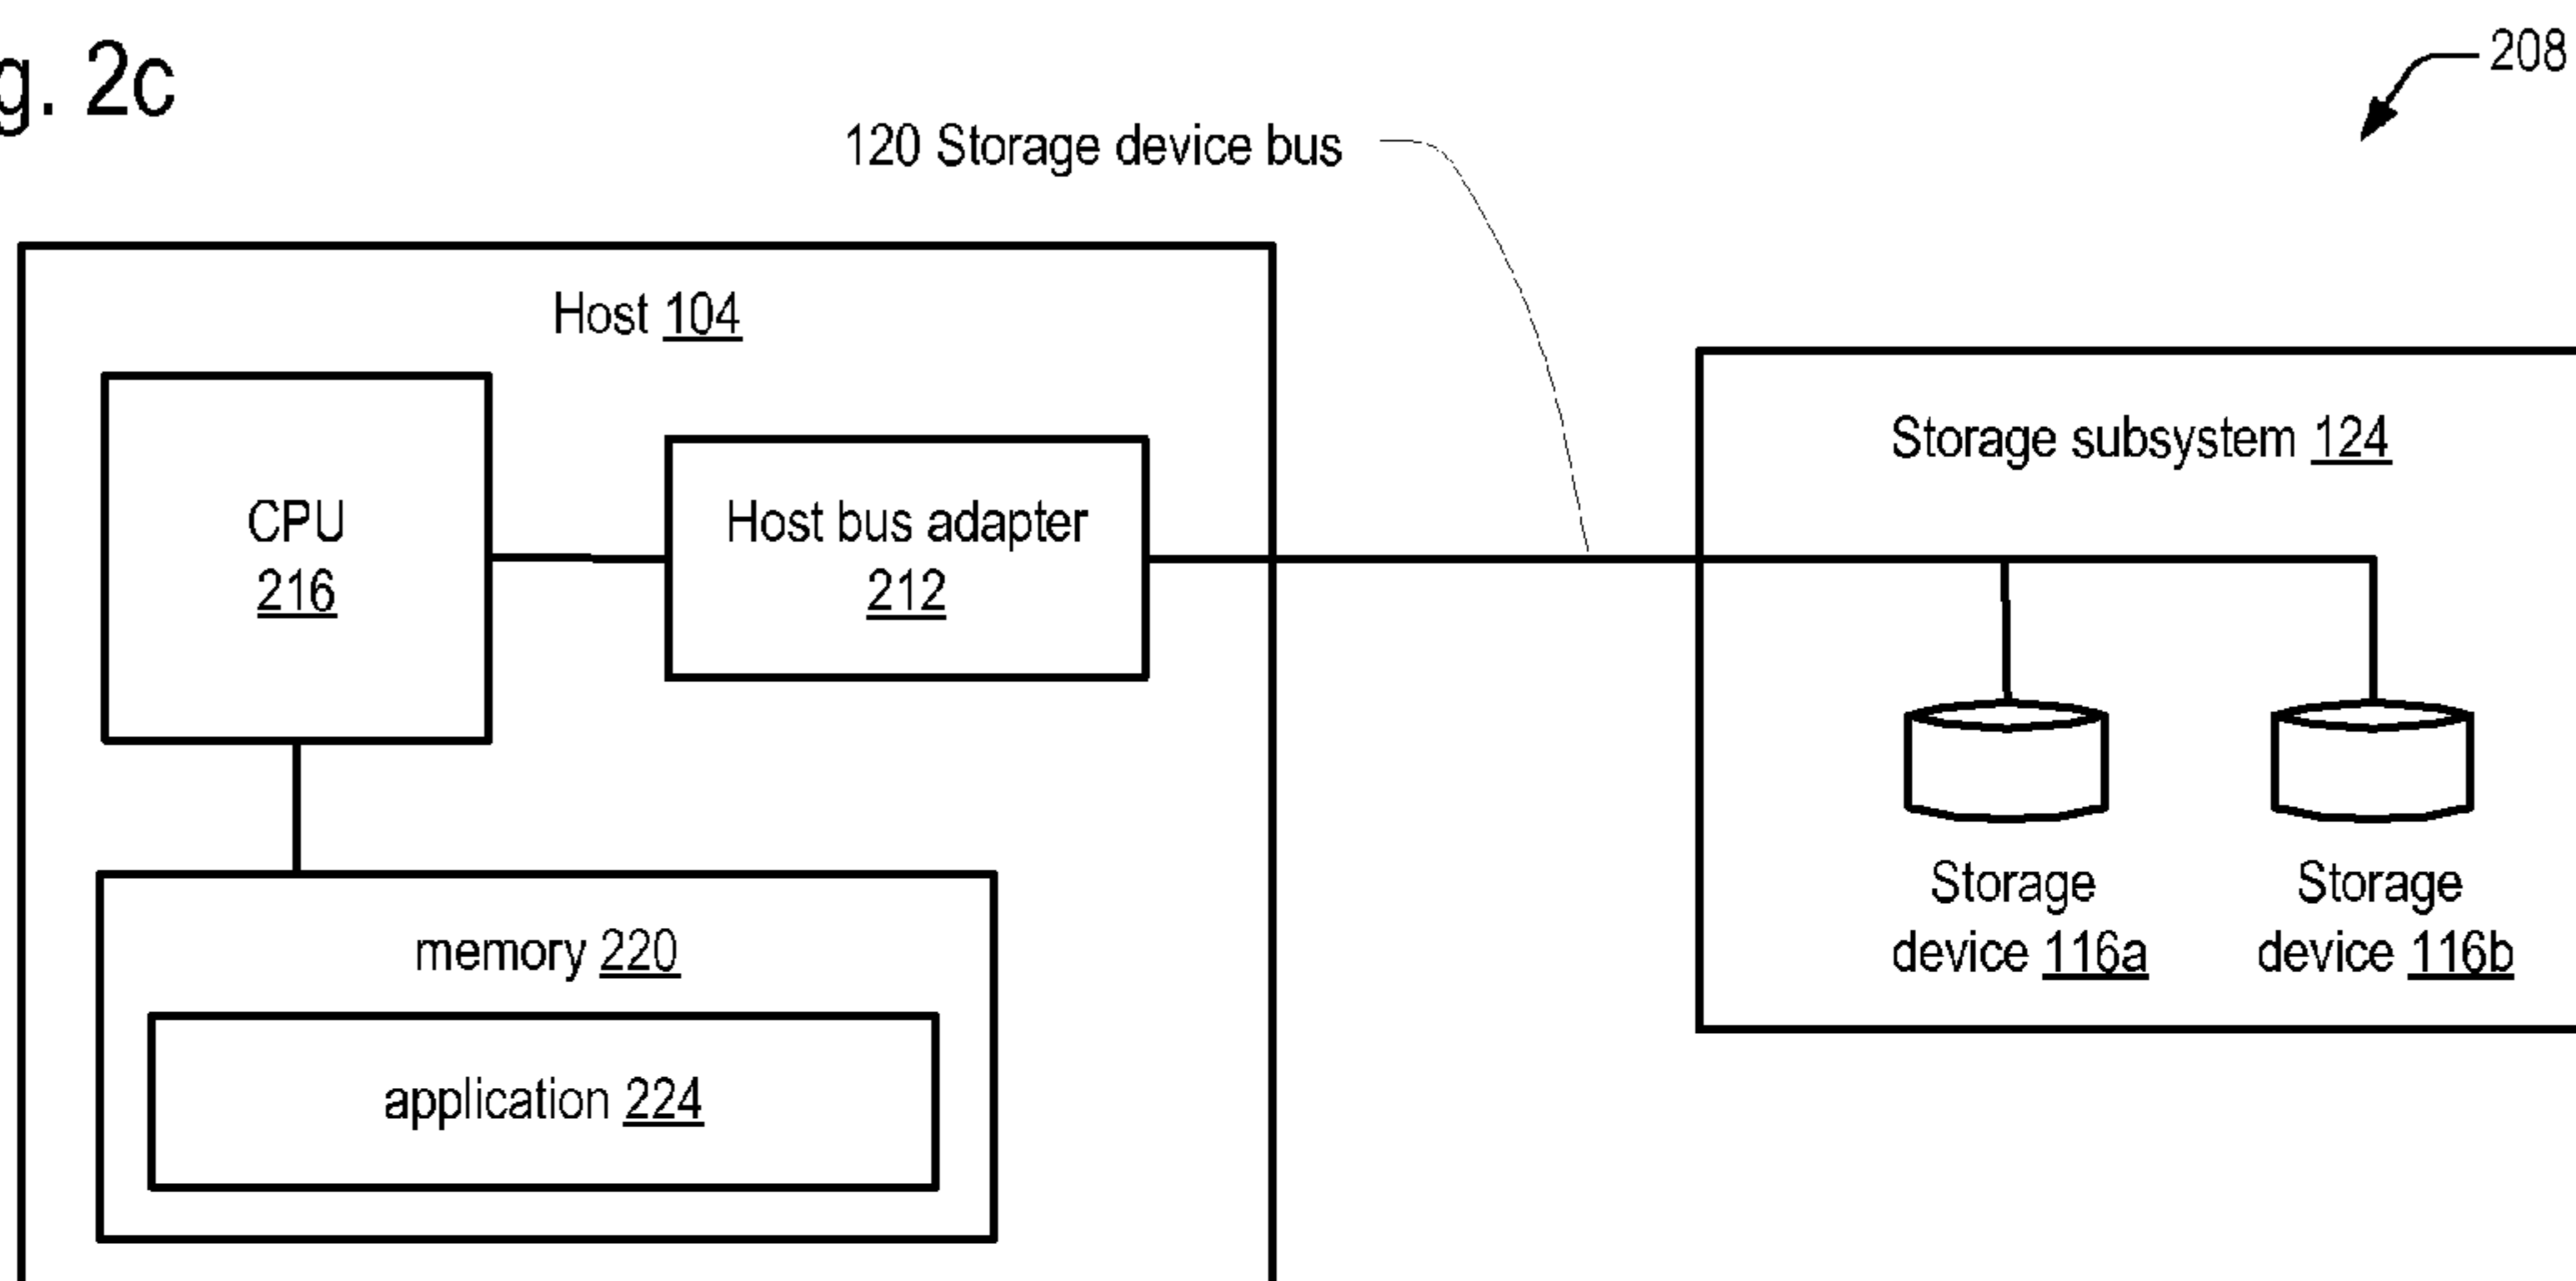 g. 2c
208
120 Storage device bus
Host 104
Storage subsystem 124
CPU
216
Host bus adapter
212
Storage
device 116a
Storage
device 116b
memory 220
application 224